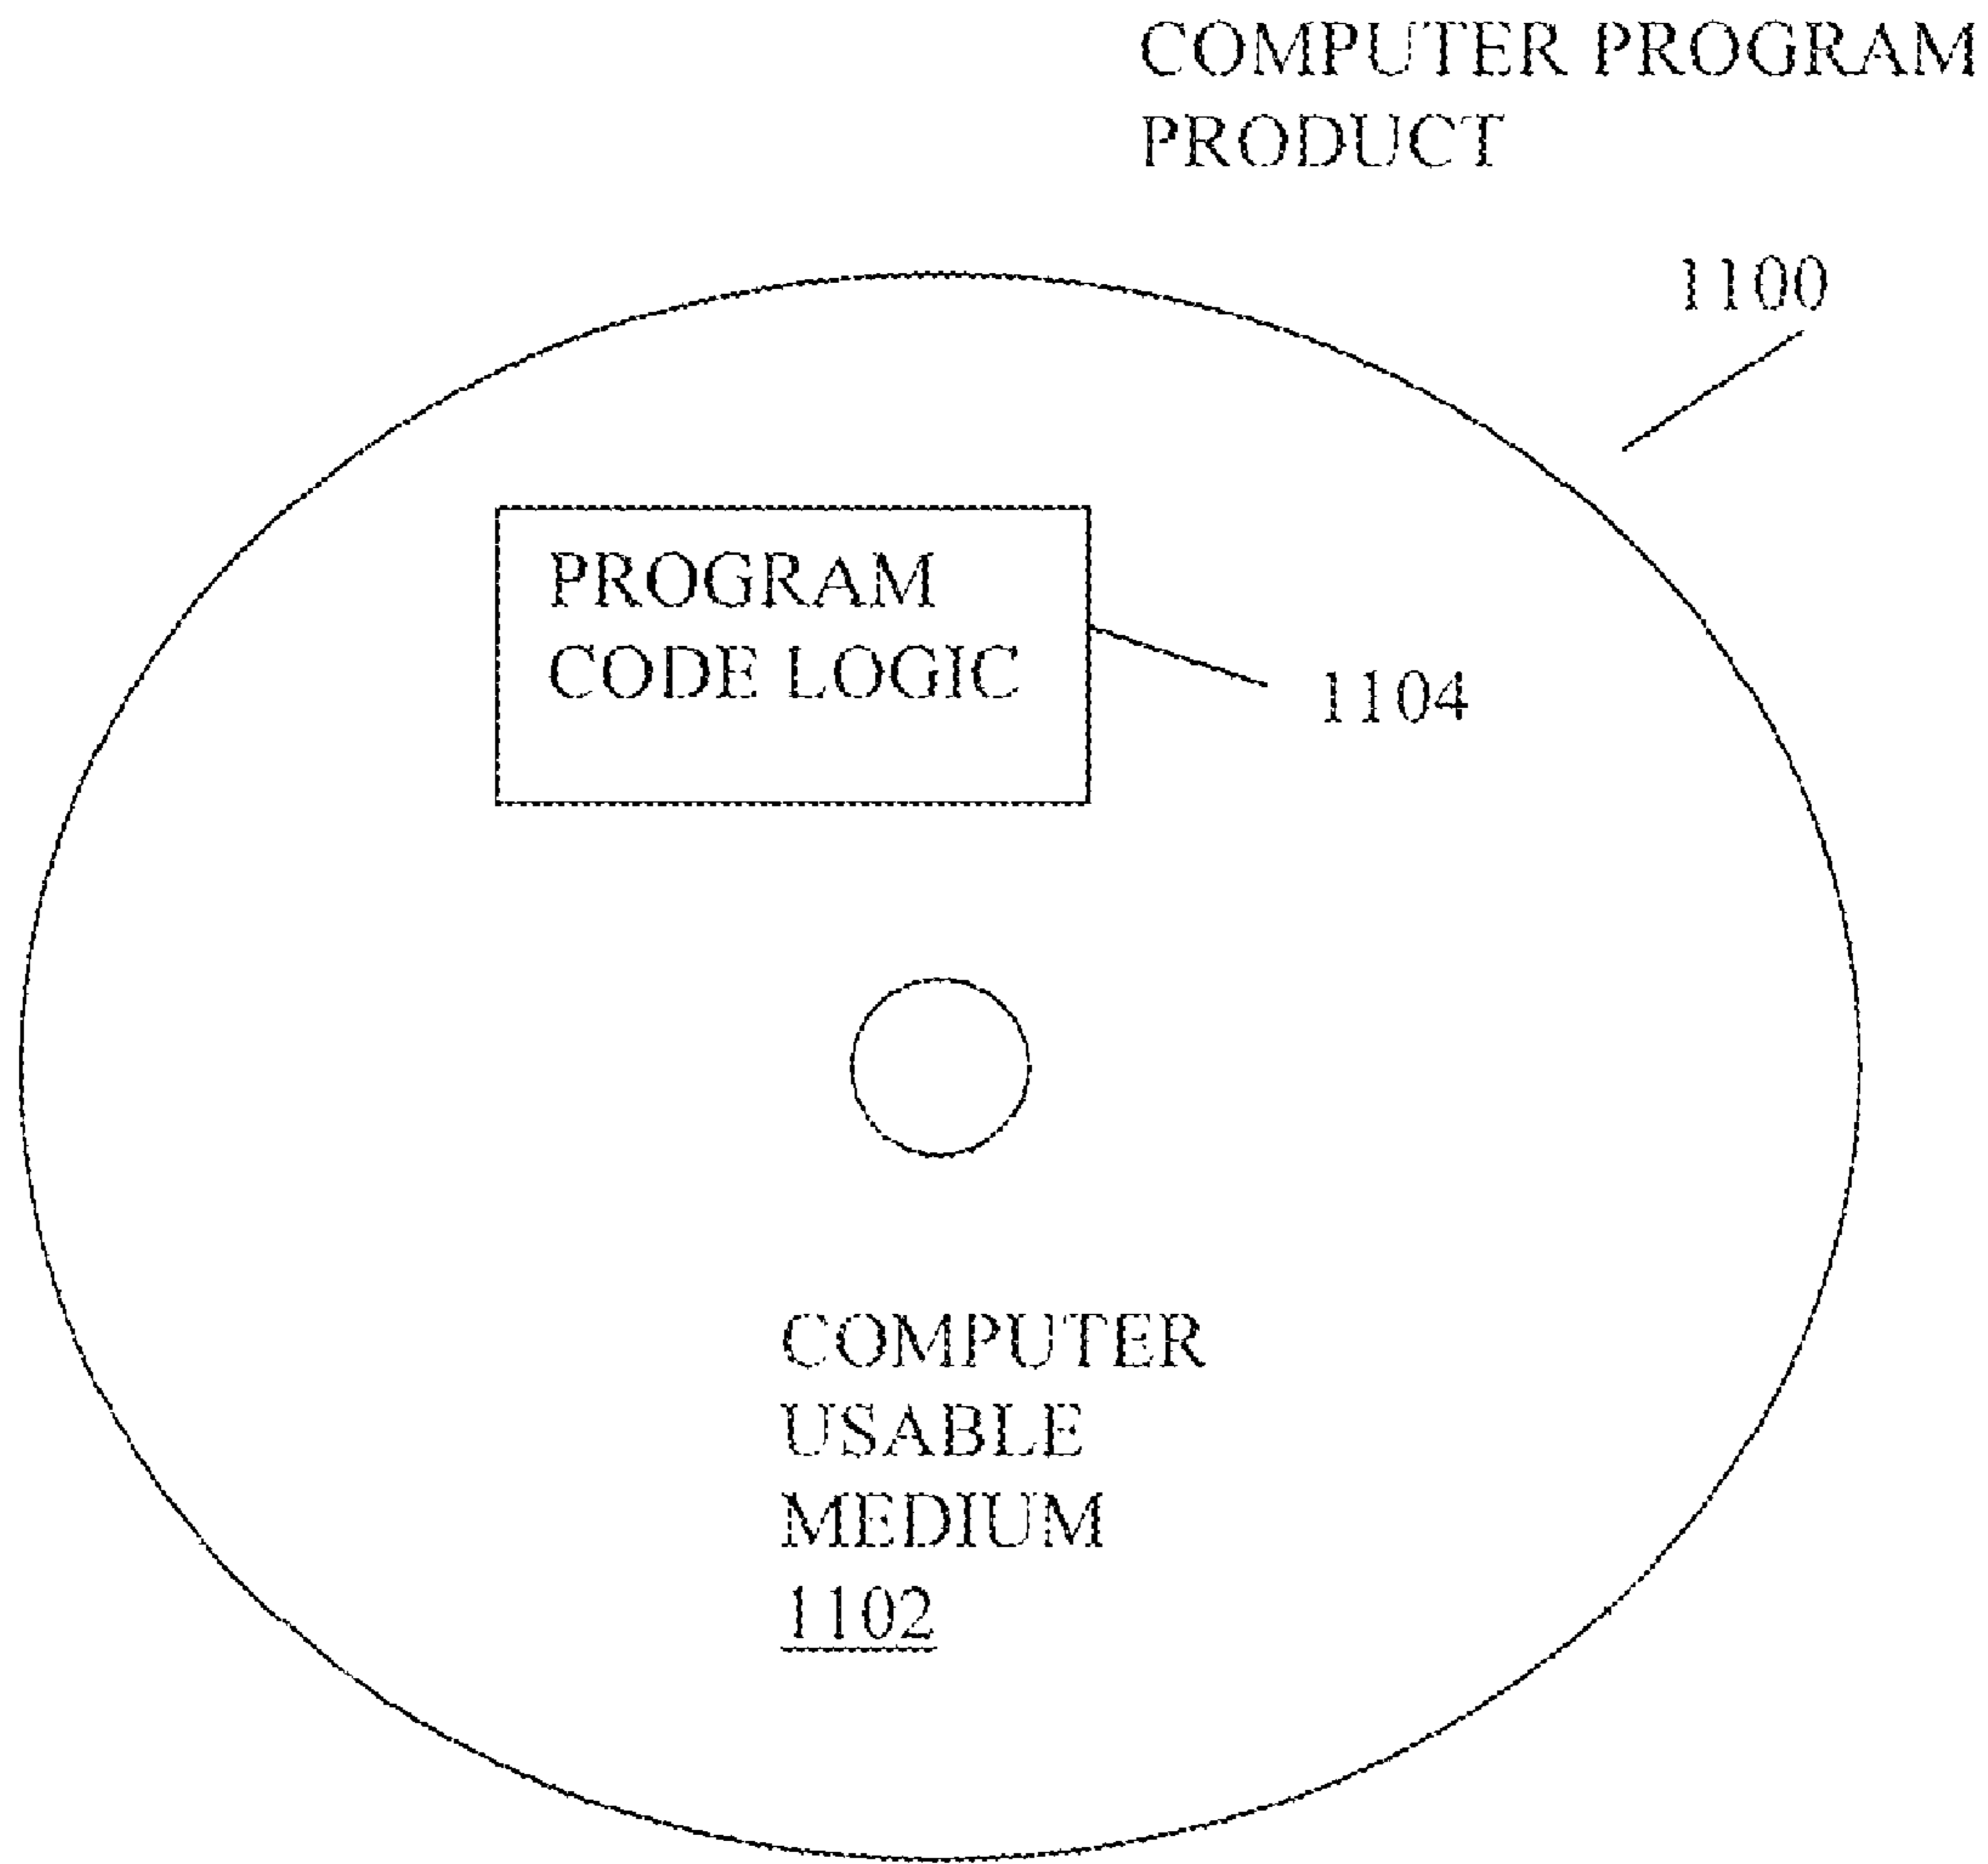 COMPUTER PROGRAM
PRODUCT
1100
PROGRAM
CODE LOGIC
1104
COMPUTER
USABLE
MEDIUM
1102